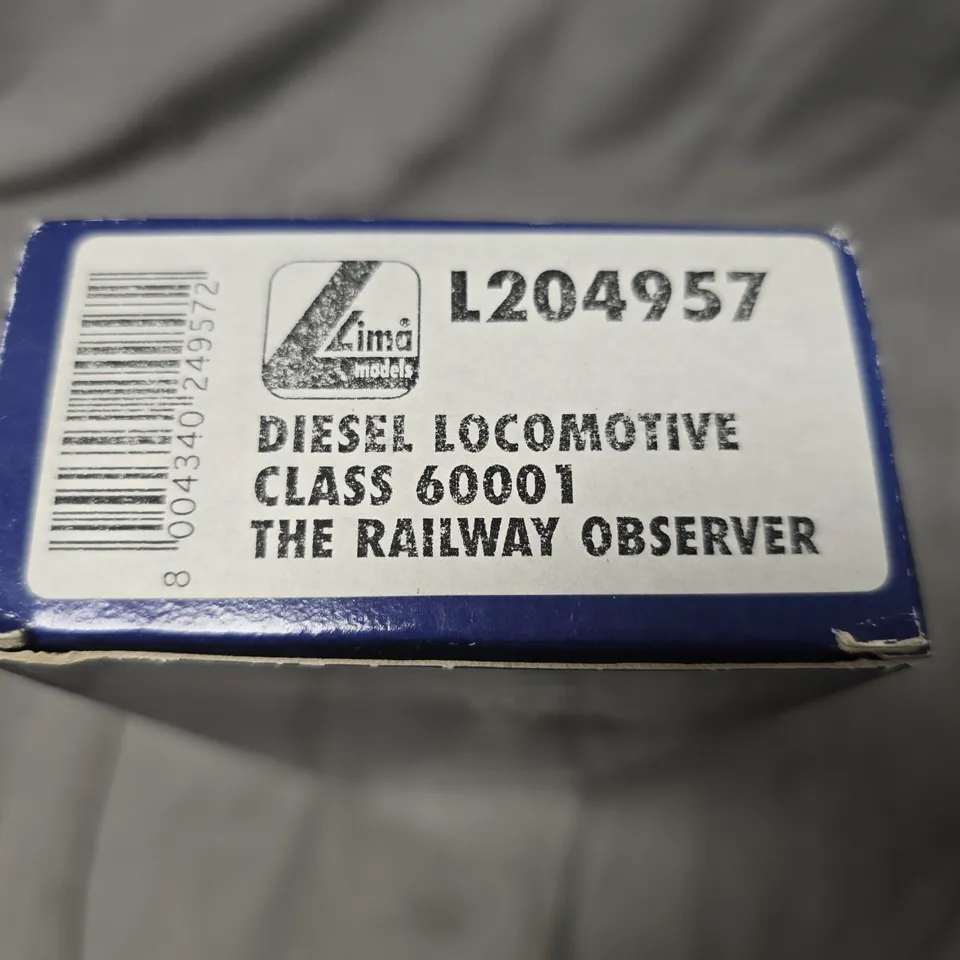 L204957
Lima
models
DIESEL LOCOMOTIVE
CLASS 60001
THE RAILWAY OBSERVER
8 004340 249572